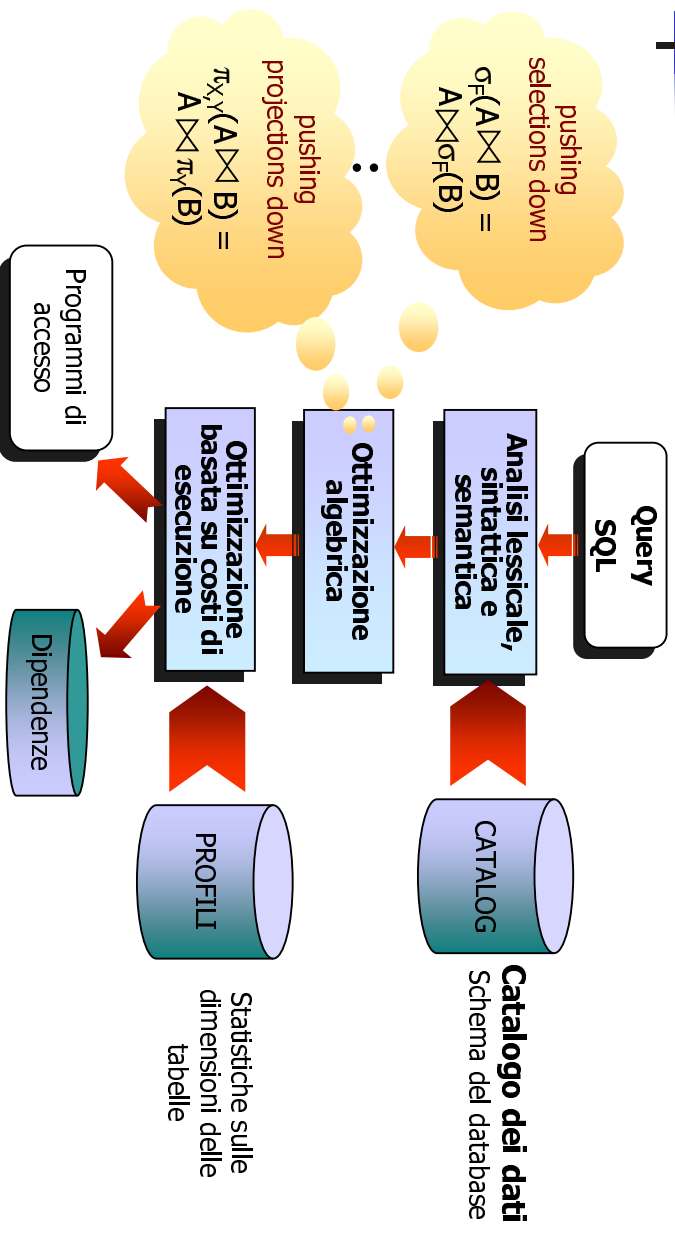 Query
SQL
Analisi lessicale,
sintattica e
semantica
CATALOG
Catalogo dei dati
Schema del database
pushing
selections down
σF(A ⋈ B) =
A⋈σF(B)
..
pushing
projections down
πX,Y(A ⋈ B) =
A ⋈ πY(B)
Ottimizzazione
algebrica
Ottimizzazione
basata su costi di
esecuzione
PROFILI
Statistiche sulle
dimensioni delle
tabelle
Programmi di
accesso
Dipendenze